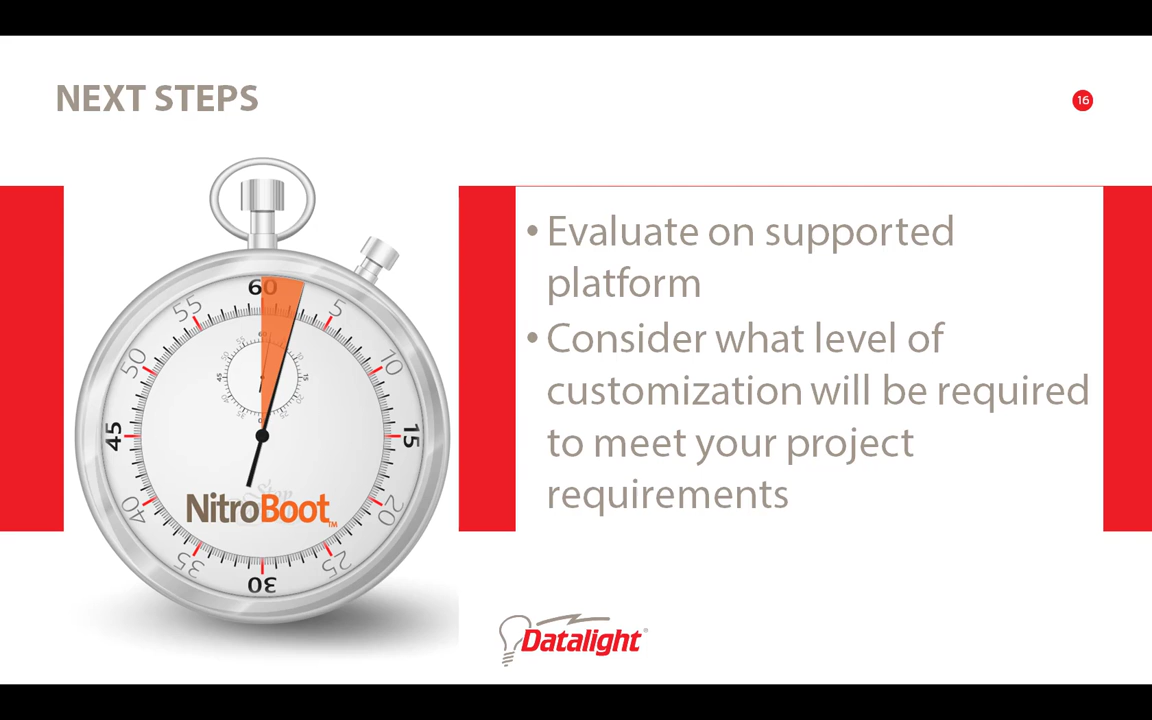 NEXT STEPS
16
60
5
10
15
20
25
30
35
40
45
50
55
NitroBoot™
• Evaluate on supported
platform
• Consider what level of
customization will be required
to meet your project
requirements
Datalight®